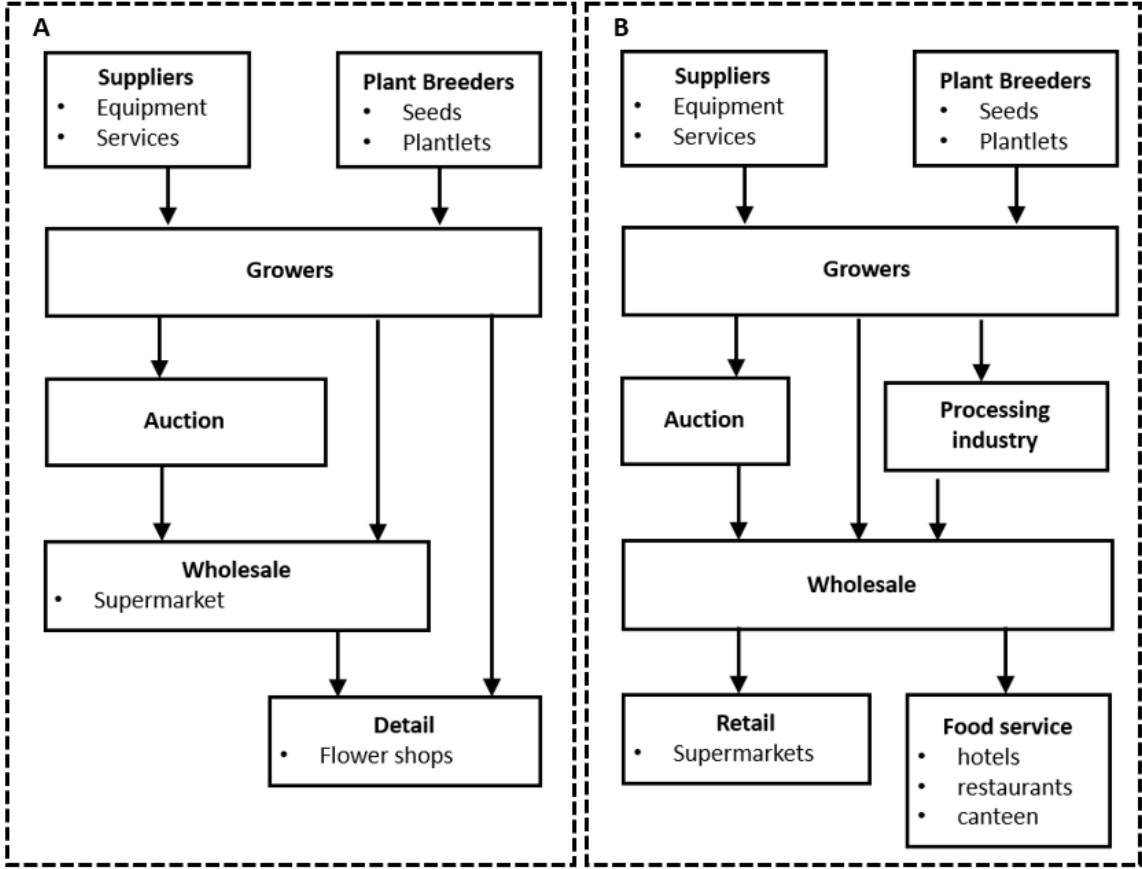 A
Suppliers
• Equipment
• Services
Plant Breeders
• Seeds
• Plantlets
Growers
Auction
Wholesale
• Supermarket
Detail
• Flower shops
B
Suppliers
• Equipment
• Services
Plant Breeders
• Seeds
• Plantlets
Growers
Auction
Processing
industry
Wholesale
Retail
• Supermarkets
Food service
• hotels
• restaurants
• canteen